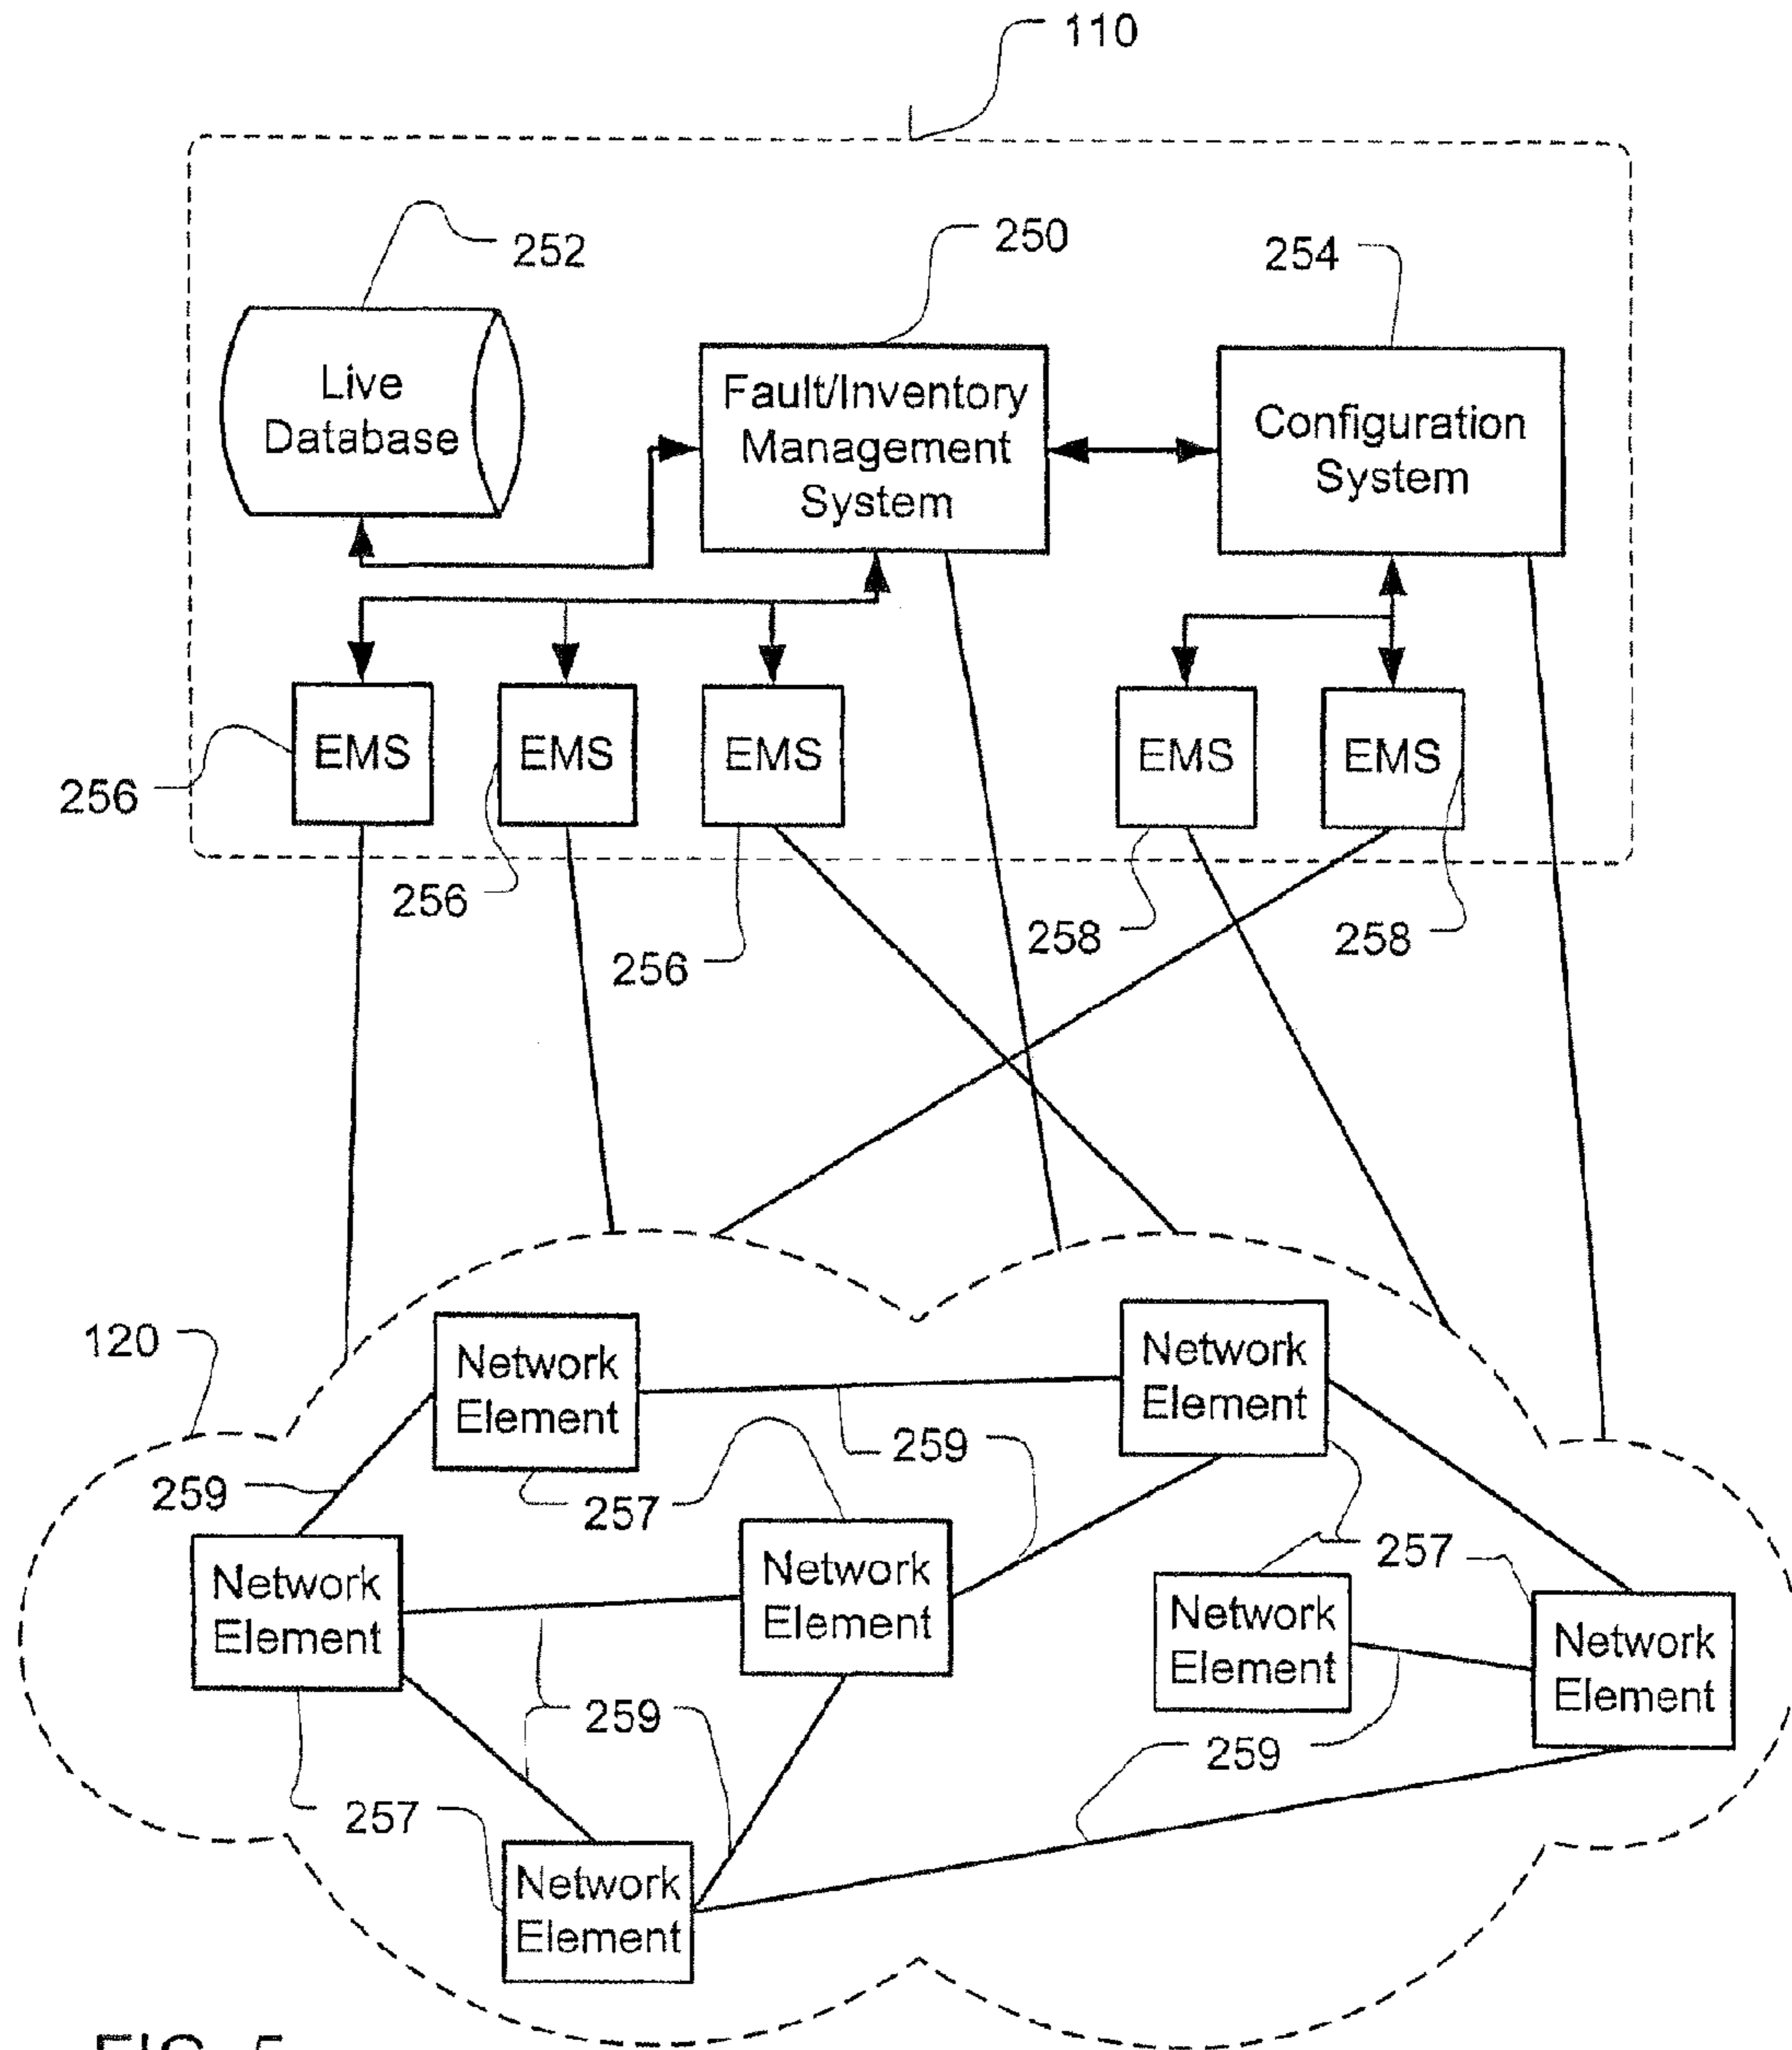 110
252
250
254
Live
Database
Fault/Inventory
Management
System
Configuration
System
EMS
EMS
EMS
EMS
EMS
256
256
256
258
258
120
Network
Element
Network
Element
259
259
257
257
Network
Element
Network
Element
Network
Element
Network
Element
259
259
257
Network
Element
FIG. 5